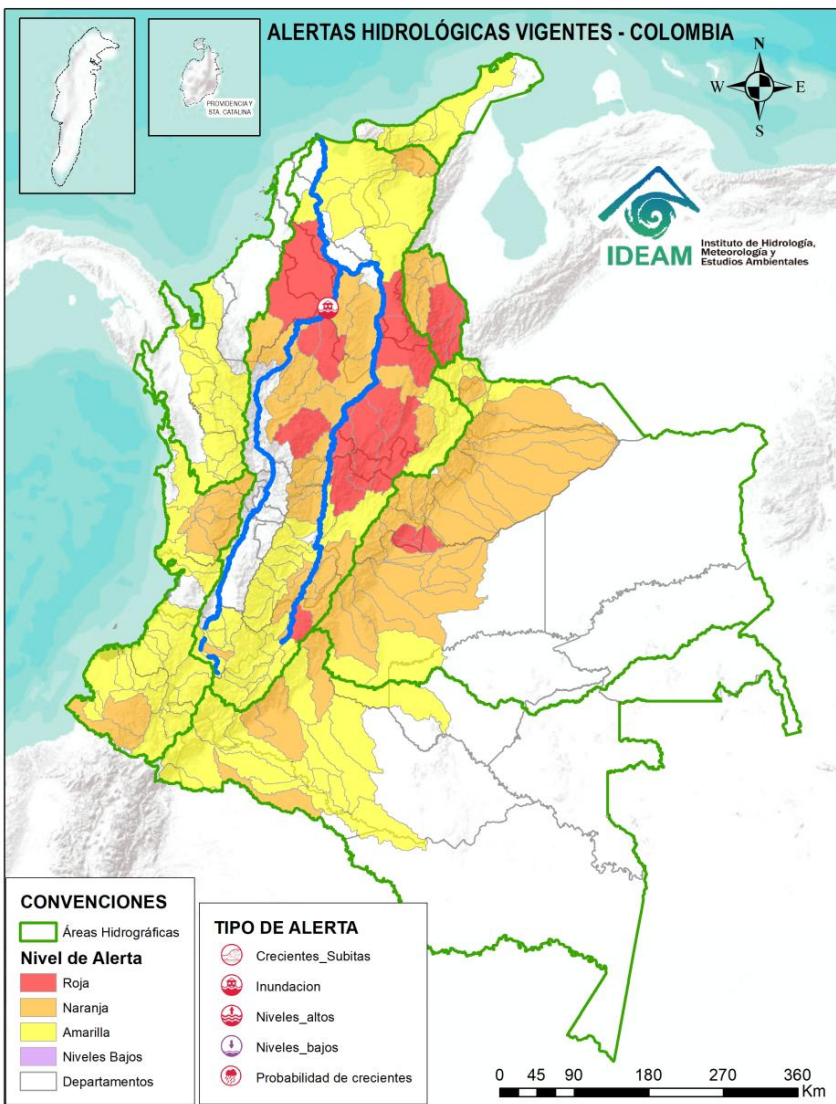 ALERTAS HIDROLÓGICAS VIGENTES - COLOMBIA
PROVIDENCIA Y
STA. CATALINA
N
W
E
S
IDEAM
Instituto de Hidrología,
Meteorología y
Estudios Ambientales
CONVENCIONES
Áreas Hidrográficas
Nivel de Alerta
Roja
Naranja
Amarilla
Niveles Bajos
Departamentos
TIPO DE ALERTA
Crecientes_Subitas
Inundacion
Niveles_altos
Niveles_bajos
Probabilidad de crecientes
0 45 90 180 270 360
Km